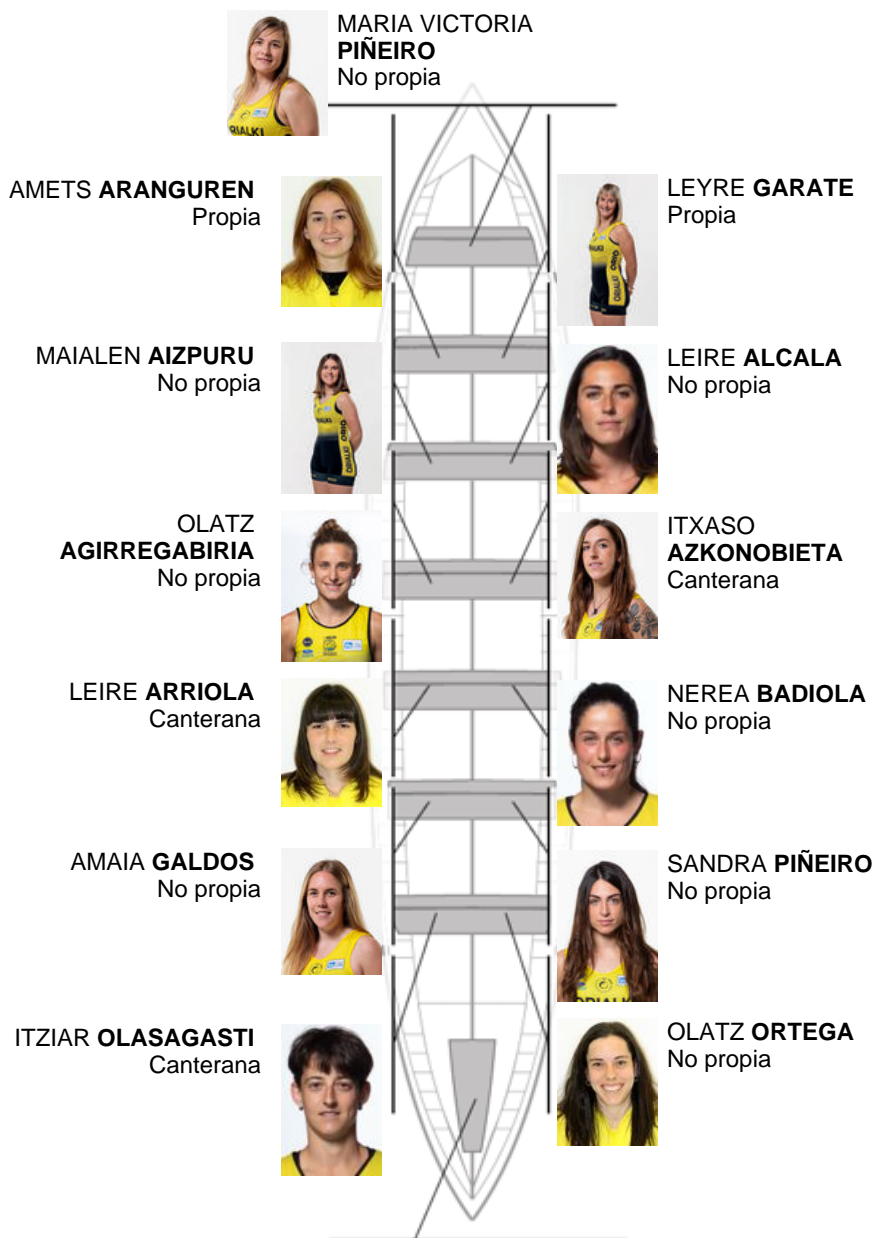 MARIA VICTORIA
PIÑEIRO
No propia
AMETS ARANGUREN
Propia
LEYRE GARATE
Propia
MAIALEN AIZPURU
No propia
LEIRE ALCALA
No propia
OLATZ
AGIRREGABIRIA
No propia
ITXASO
AZKONOBIETA
Canterana
LEIRE ARRIOLA
Canterana
NEREA BADIOLA
No propia
AMAIA GALDOS
No propia
SANDRA PIÑEIRO
No propia
ITZIAR OLASAGASTI
Canterana
OLATZ ORTEGA
No propia